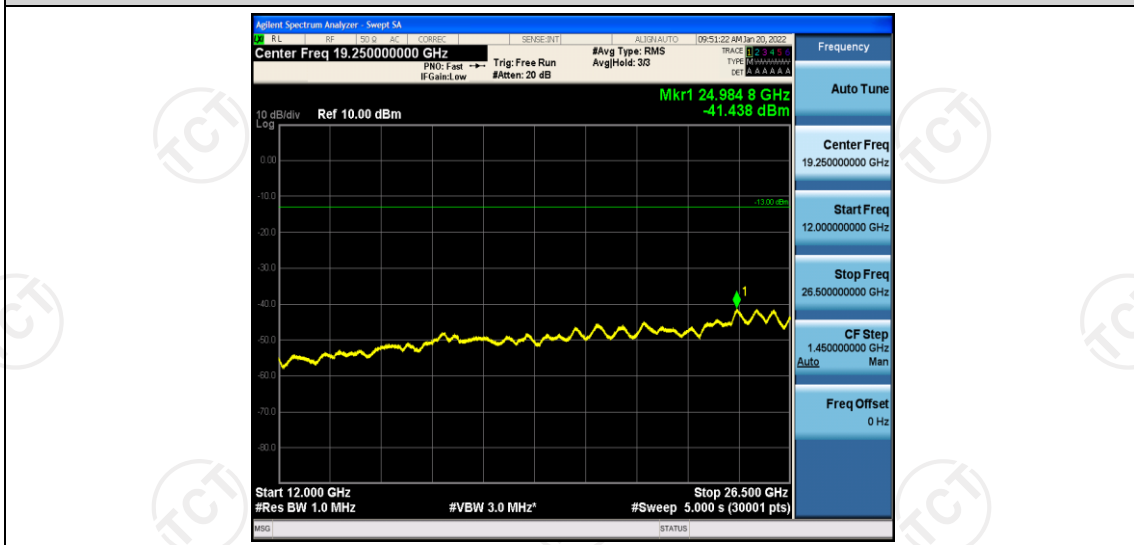 Agilent Spectrum Analyzer - Swept SA
RL RF 50 Ω AC CORREC SENSE:INT ALIGN AUTO 09:51:22 AM Jan 20, 2022
Center Freq 19.250000000 GHz
PNO: Fast
IFGain:Low
Trig: Free Run
#Atten: 20 dB
#Avg Type: RMS
Avg|Hold: 3/3
TRACE 1 2 3 4 5 6
TYPE M
DET A A A A A A
Mkr1 24.984 8 GHz
-41.438 dBm
10 dB/div Ref 10.00 dBm
Log
0.00
-10.0
-13.00 dBm
-20.0
-30.0
-40.0
1
-50.0
-60.0
-70.0
-80.0
Start 12.000 GHz Stop 26.500 GHz
#Res BW 1.0 MHz #VBW 3.0 MHz* #Sweep 5.000 s (30001 pts)
MSG STATUS
Frequency
Auto Tune
Center Freq
19.250000000 GHz
Start Freq
12.000000000 GHz
Stop Freq
26.500000000 GHz
CF Step
1.450000000 GHz
Auto Man
Freq Offset
0 Hz
TCT
TCT
TCT
TCT
TCT
TCT